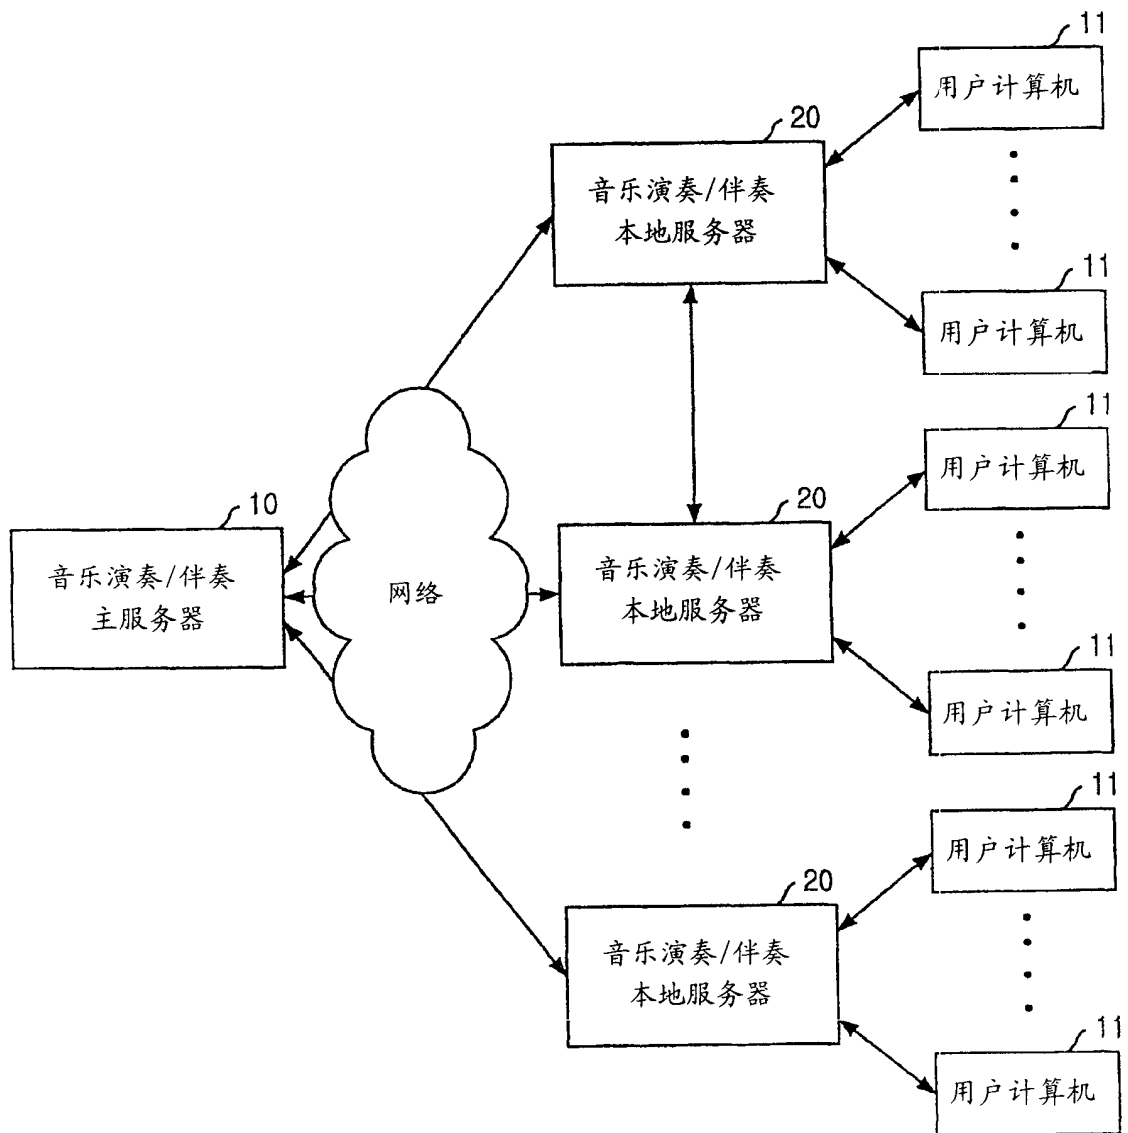 11
用户计算机
20
音乐演奏/伴奏
本地服务器
11
用户计算机
11
用户计算机
10
音乐演奏/伴奏
主服务器
网络
20
音乐演奏/伴奏
本地服务器
11
用户计算机
11
用户计算机
20
音乐演奏/伴奏
本地服务器
11
用户计算机